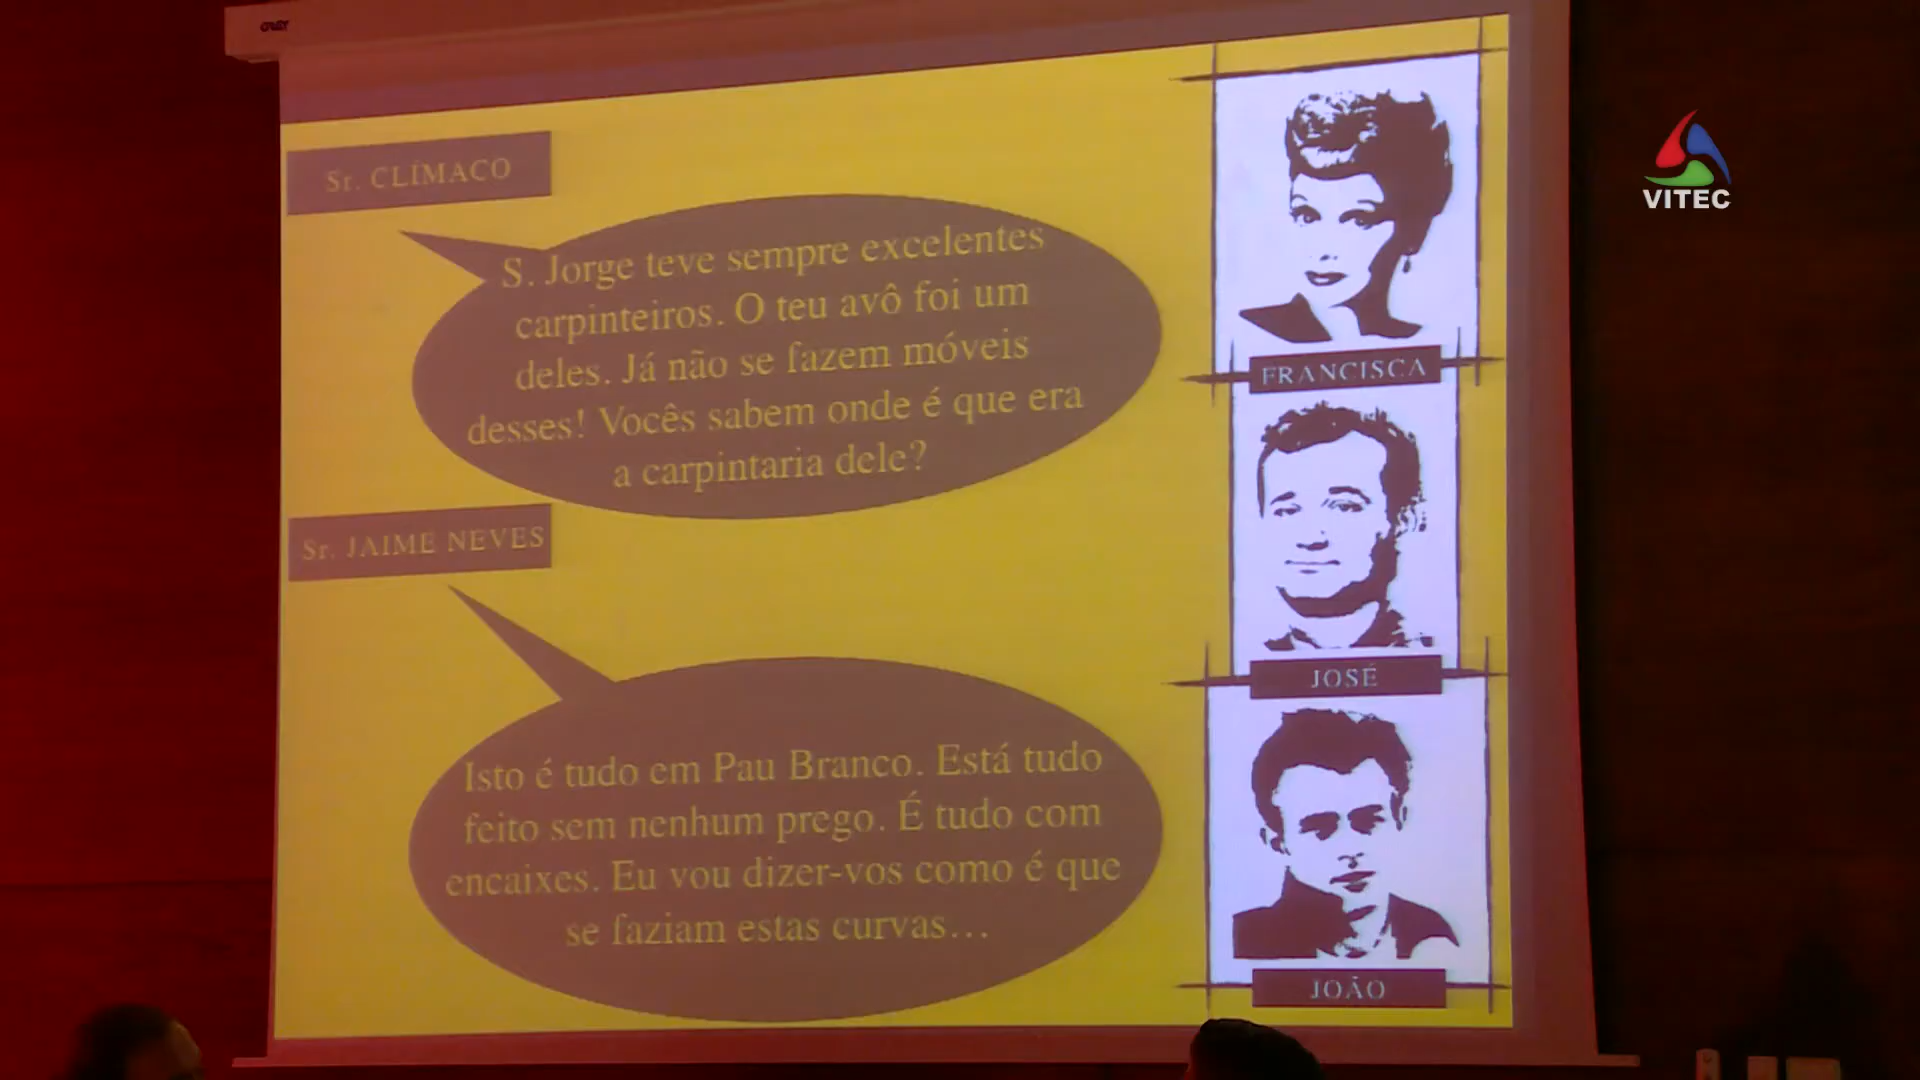 Sr. CLÍMACO
S. Jorge teve sempre excelentes
carpinteiros. O teu avô foi um
deles. Já não se fazem móveis
desses! Vocês sabem onde é que era
a carpintaria dele?
Sr. JAIME NEVES
Isto é tudo em Pau Branco. Está tudo
feito sem nenhum prego. É tudo com
encaixes. Eu vou dizer-vos como é que
se faziam estas curvas…
FRANCISCA
JOSÉ
JOÃO
VITEC